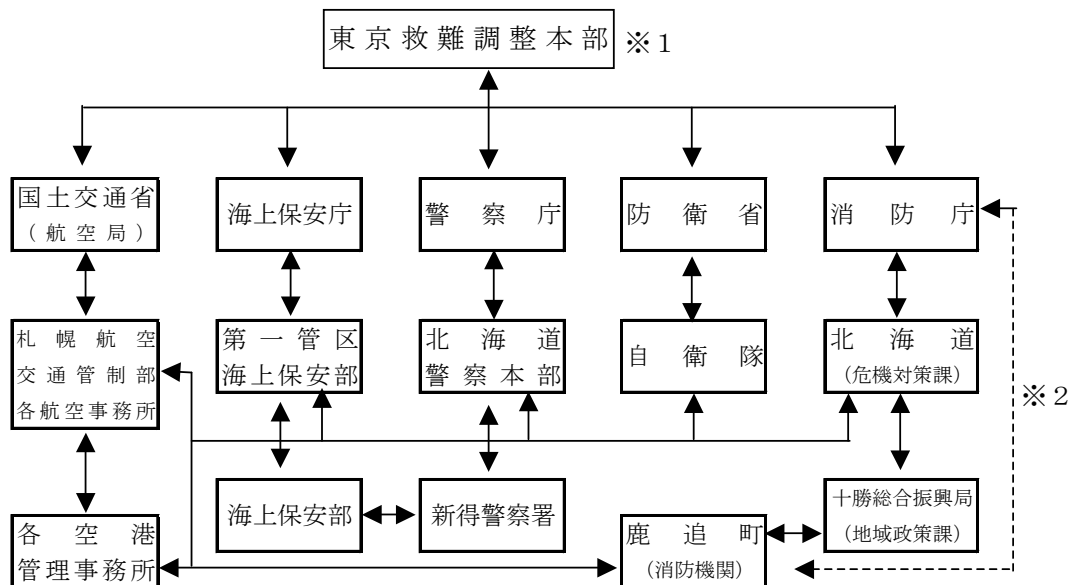 東京救難調整本部 ※1
国土交通省
(航空局)
海上保安庁
警察庁
防衛省
消防庁
札幌航空
交通管制部
各航空事務所
第一管区
海上保安部
北海道
警察本部
自衛隊
北海道
(危機対策課)
※2
海上保安部
新得警察署
十勝総合振興局
(地域政策課)
各空港
管理事務所
鹿追町
(消防機関)